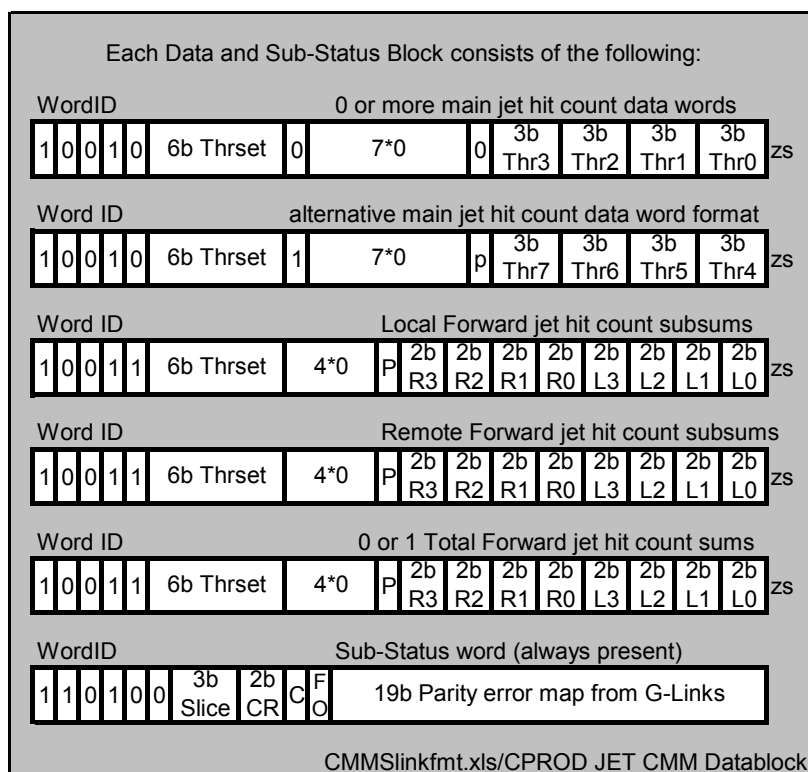 Each Data and Sub-Status Block consists of the following:
WordID 0 or more main jet hit count data words
1 0 0 1 0 6b Thrset 0 7*0 0 3b Thr3 3b Thr2 3b Thr1 3b Thr0 zs
Word ID alternative main jet hit count data word format
1 0 0 1 0 6b Thrset 1 7*0 p 3b Thr7 3b Thr6 3b Thr5 3b Thr4 zs
Word ID Local Forward jet hit count subsums
1 0 0 1 1 6b Thrset 4*0 P 2b R3 2b R2 2b R1 2b R0 2b L3 2b L2 2b L1 2b L0 zs
Word ID Remote Forward jet hit count subsums
1 0 0 1 1 6b Thrset 4*0 P 2b R3 2b R2 2b R1 2b R0 2b L3 2b L2 2b L1 2b L0 zs
Word ID 0 or 1 Total Forward jet hit count sums
1 0 0 1 1 6b Thrset 4*0 P 2b R3 2b R2 2b R1 2b R0 2b L3 2b L2 2b L1 2b L0 zs
WordID Sub-Status word (always present)
1 1 0 1 0 0 3b Slice 2b CR C F O 19b Parity error map from G-Links
CMMSlinkfmt.xls/CPROD JET CMM Datablock